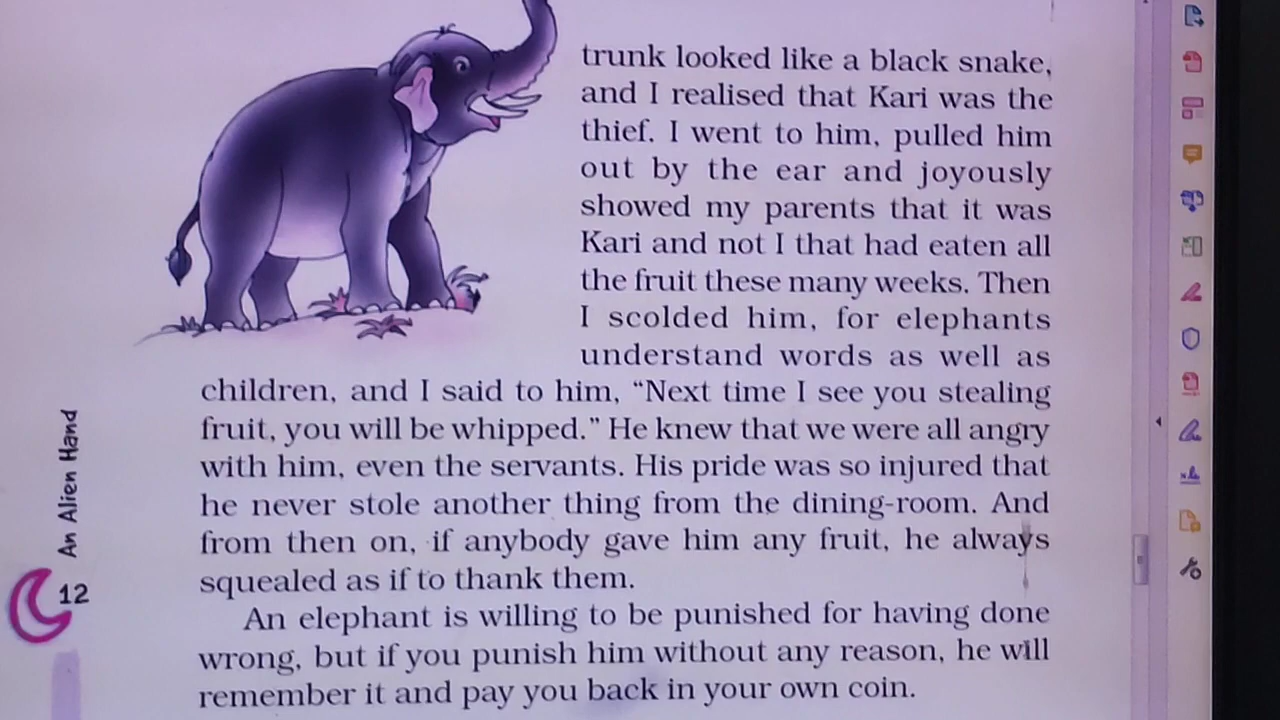 trunk looked like a black snake,
and I realised that Kari was the
thief. I went to him, pulled him
out by the ear and joyously
showed my parents that it was
Kari and not I that had eaten all
the fruit these many weeks. Then
I scolded him, for elephants
understand words as well as
children, and I said to him, “Next time I see you stealing
fruit, you will be whipped.” He knew that we were all angry
with him, even the servants. His pride was so injured that
he never stole another thing from the dining-room. And
from then on, if anybody gave him any fruit, he always
squealed as if to thank them.
An elephant is willing to be punished for having done
wrong, but if you punish him without any reason, he will
remember it and pay you back in your own coin.
An Alien Hand
12